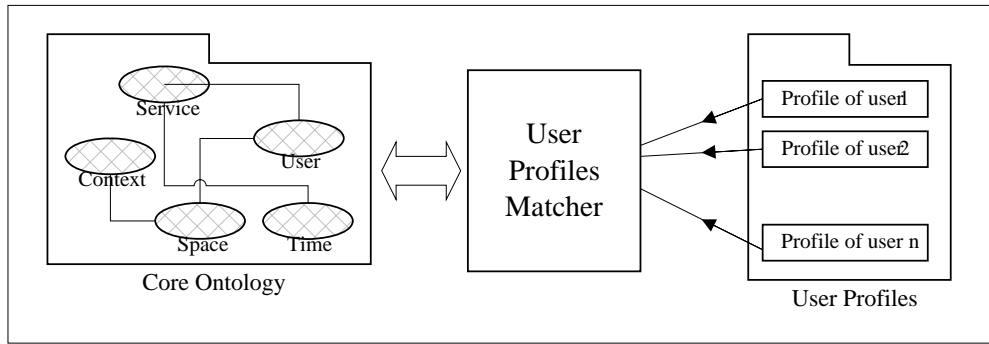 Service
User
Context
Space
Time
Core Ontology
User
Profiles
Matcher
Profile of user1
Profile of user2
Profile of user n
User Profiles